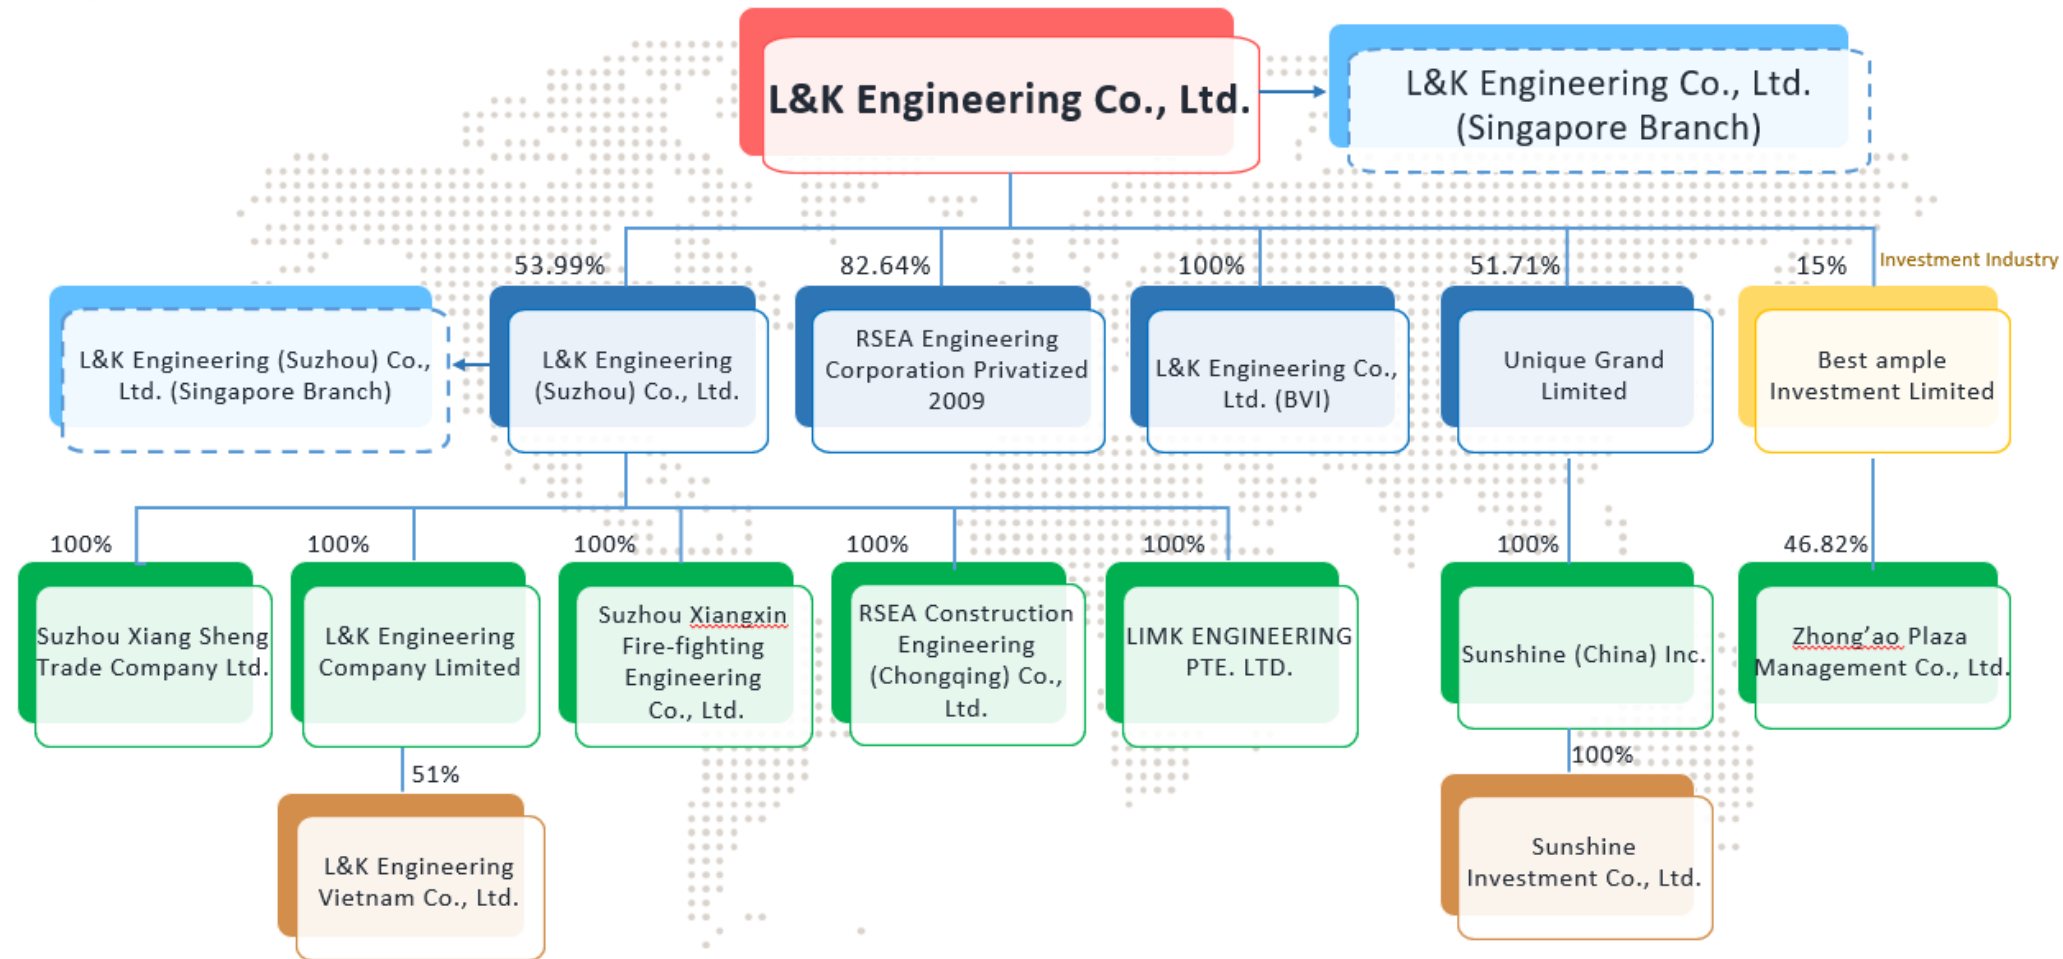 L&K Engineering Co., Ltd.
L&K Engineering Co., Ltd.
(Singapore Branch)
53.99%
82.64%
100%
51.71%
15%
Investment Industry
L&K Engineering (Suzhou) Co.,
Ltd. (Singapore Branch)
L&K Engineering
(Suzhou) Co., Ltd.
RSEA Engineering
Corporation Privatized
2009
L&K Engineering Co.,
Ltd. (BVI)
Unique Grand
Limited
Best ample
Investment Limited
100%
100%
100%
100%
100%
100%
46.82%
Suzhou Xiang Sheng
Trade Company Ltd.
L&K Engineering
Company Limited
Suzhou Xiangxin
Fire-fighting
Engineering
Co., Ltd.
RSEA Construction
Engineering
(Chongqing) Co.,
Ltd.
LIMK ENGINEERING
PTE. LTD.
Sunshine (China) Inc.
Zhong’ao Plaza
Management Co., Ltd.
51%
100%
L&K Engineering
Vietnam Co., Ltd.
Sunshine
Investment Co., Ltd.